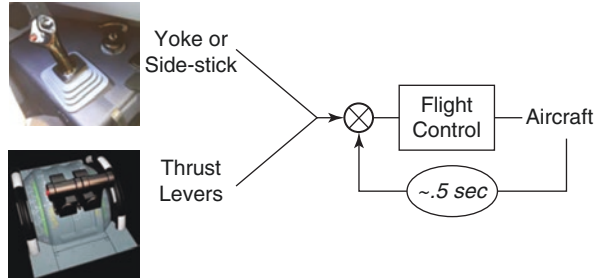 Yoke or
Side-stick
Thrust
Levers
Flight
Control
Aircraft
~.5 sec